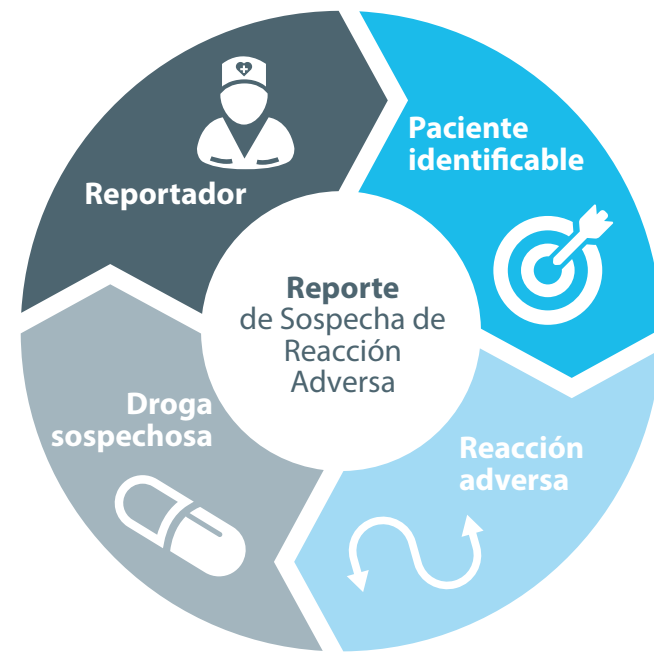 Reportador
Paciente
identificable
Reporte
de Sospecha de
Reacción
Adversa
Droga
sospechosa
Reacción
adversa